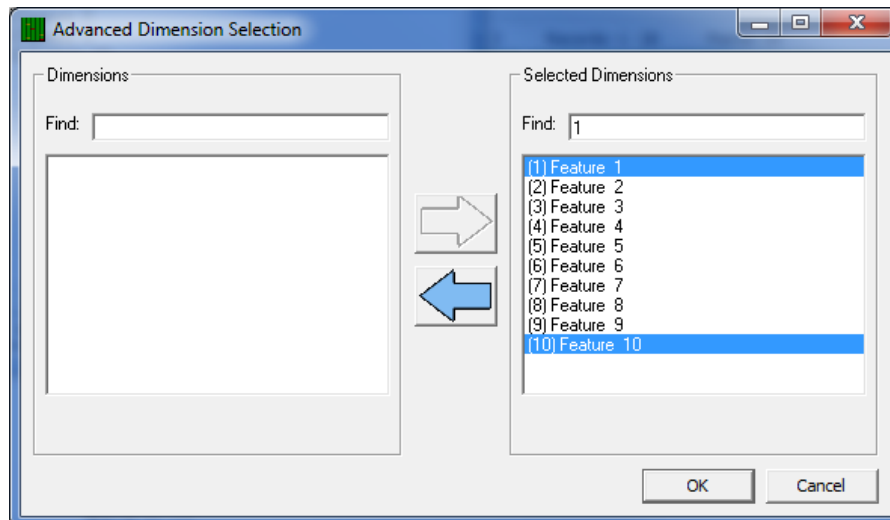 Advanced Dimension Selection
Dimensions
Find:
Selected Dimensions
Find: 1
(1) Feature 1
(2) Feature 2
(3) Feature 3
(4) Feature 4
(5) Feature 5
(6) Feature 6
(7) Feature 7
(8) Feature 8
(9) Feature 9
(10) Feature 10
OK Cancel